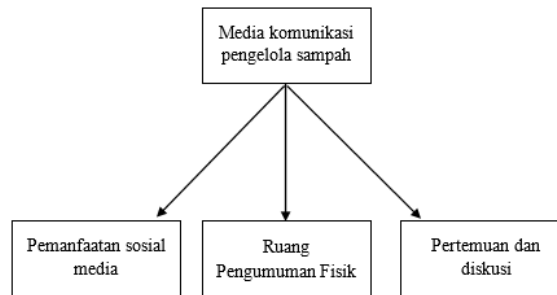 Media komunikasi
pengelola sampah
Pemanfaatan sosial
media
Ruang
Pengumuman Fisik
Pertemuan dan
diskusi